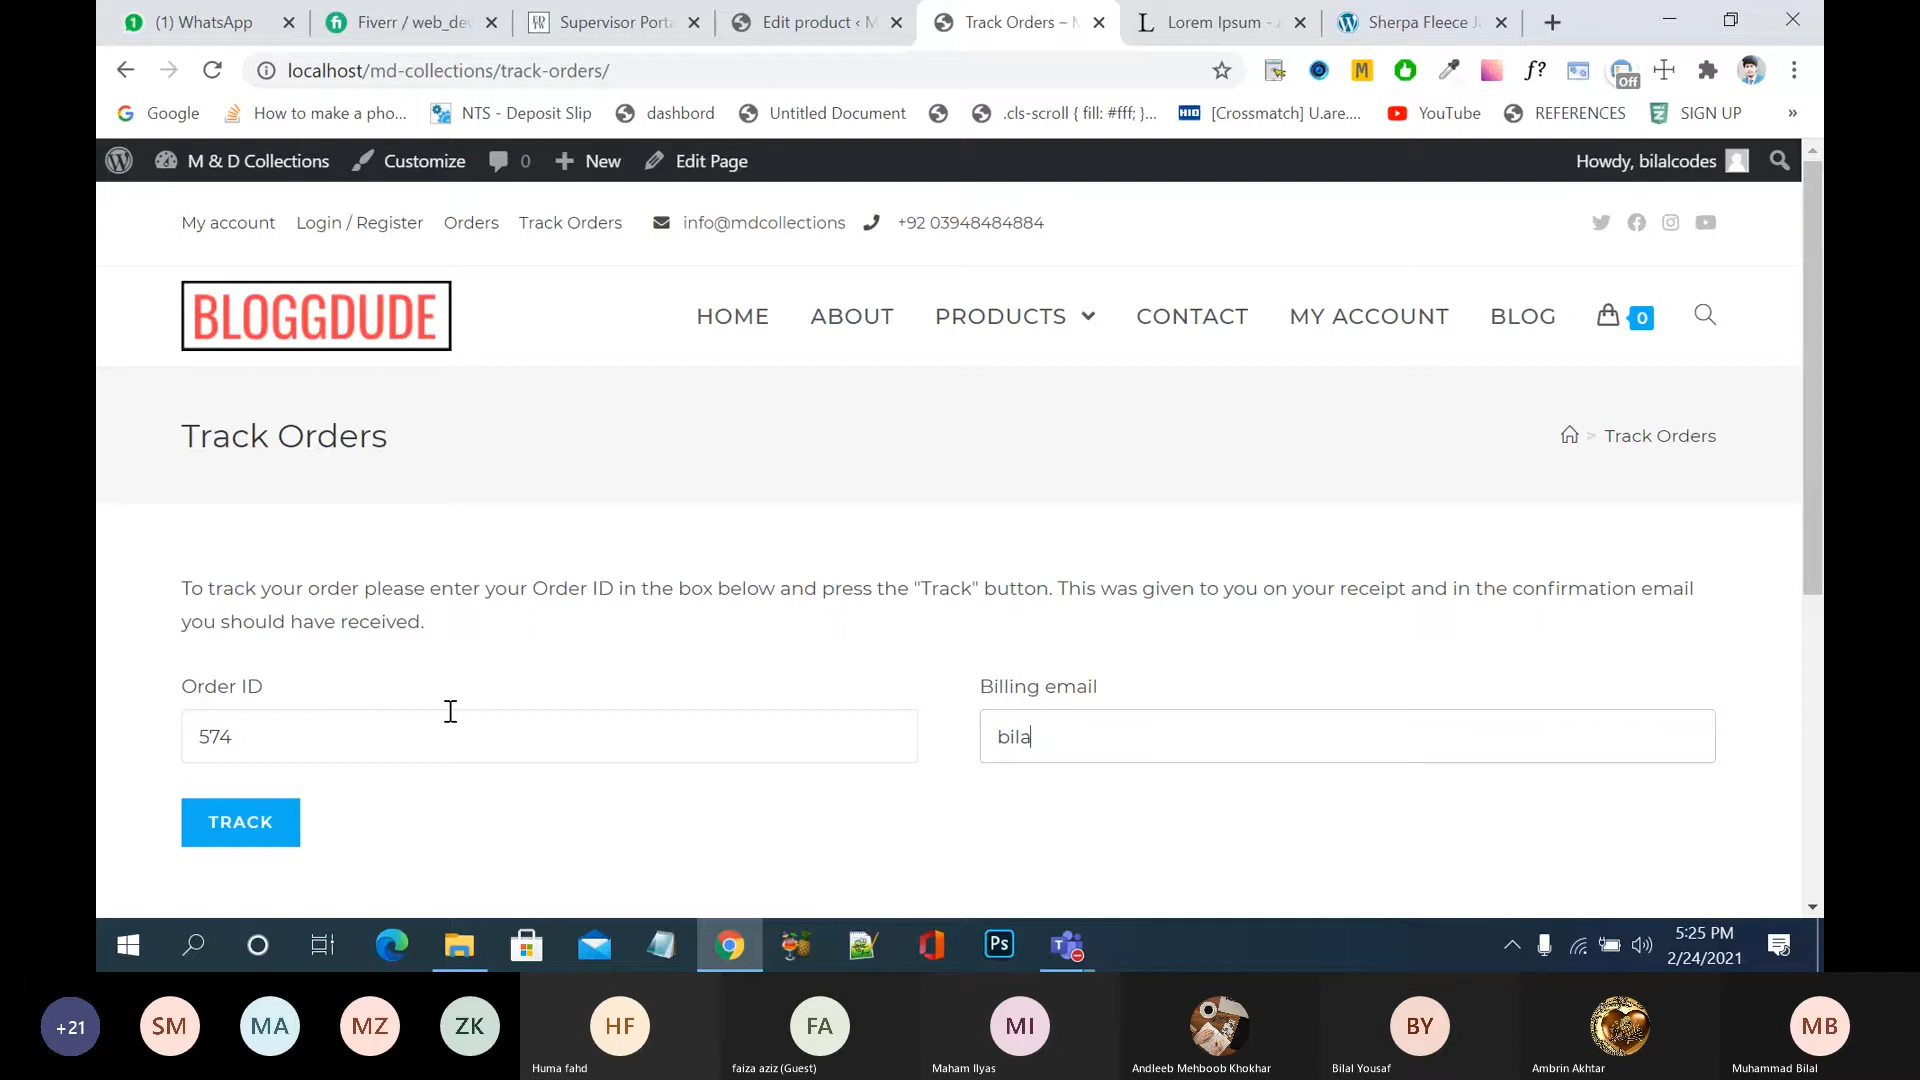 (1) WhatsApp
Fiverr / web_dev
Supervisor Porta
Edit product ‹ M
Track Orders – M
Lorem Ipsum - A
Sherpa Fleece Ja
localhost/md-collections/track-orders/
M
f?
Off
Google
How to make a pho...
NTS - Deposit Slip
dashbord
Untitled Document
.cls-scroll { fill: #fff; }...
HID
[Crossmatch] U.are....
YouTube
REFERENCES
SIGN UP
»
M & D Collections
Customize
0
New
Edit Page
Howdy, bilalcodes
My account
Login / Register
Orders
Track Orders
info@mdcollections
+92 03948484884
BLOGGDUDE
HOME
ABOUT
PRODUCTS
CONTACT
MY ACCOUNT
BLOG
0
Track Orders
> Track Orders
To track your order please enter your Order ID in the box below and press the "Track" button. This was given to you on your receipt and in the confirmation email
you should have received.
Order ID
Billing email
574
bila
TRACK
Ps
5:25 PM
2/24/2021
+21
SM
MA
MZ
ZK
HF
FA
MI
BY
MB
Huma fahd
faiza aziz (Guest)
Maham Ilyas
Andleeb Mehboob Khokhar
Bilal Yousaf
Ambrin Akhtar
Muhammad Bilal